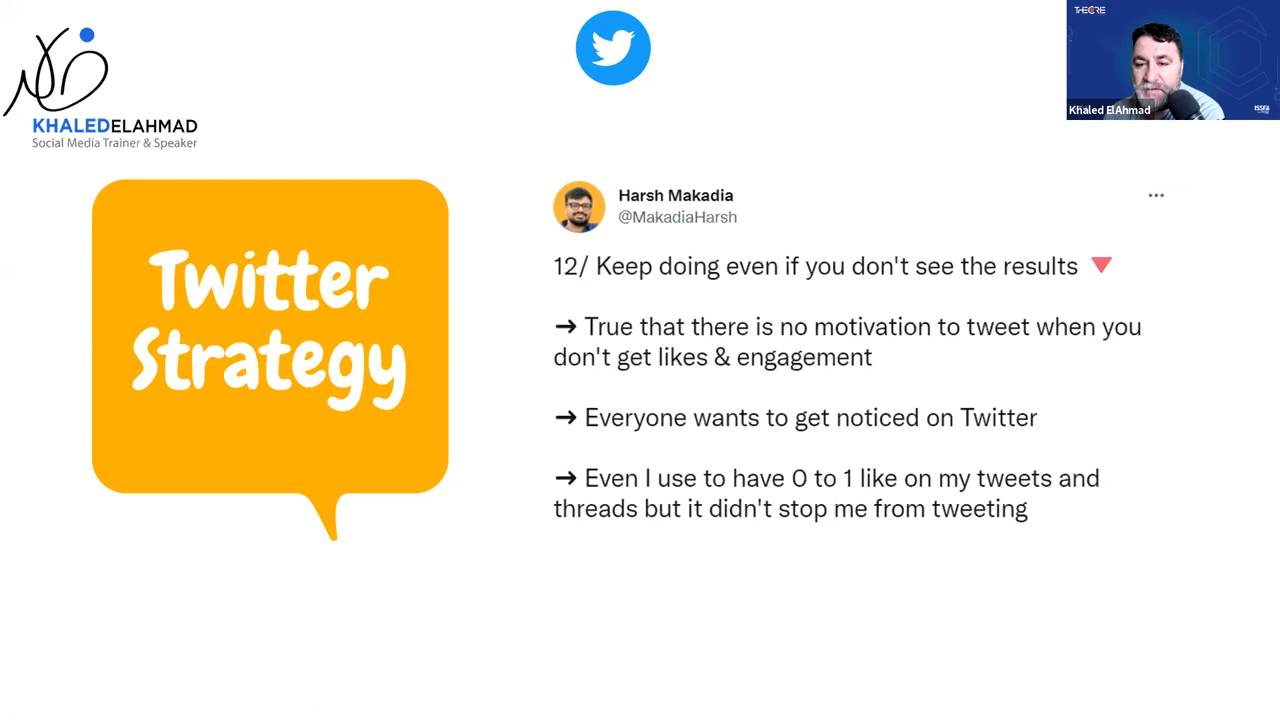 KHALEDELAHMAD
Social Media Trainer & Speaker
THECORE
Khaled ElAhmad
Twitter
Strategy
Harsh Makadia
@MakadiaHarsh
12/ Keep doing even if you don't see the results
➜ True that there is no motivation to tweet when you
don't get likes & engagement
➜ Everyone wants to get noticed on Twitter
➜ Even I use to have 0 to 1 like on my tweets and
threads but it didn't stop me from tweeting